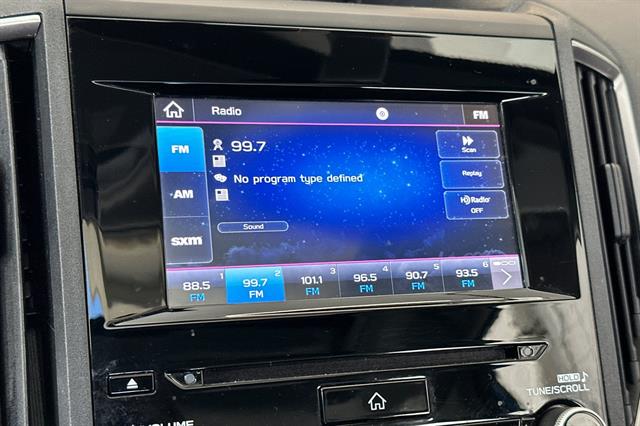 Radio FM
FM 99.7 Scan
No program type defined Replay
AM
HD Radio OFF
Sound
sxm
1 2 3 4 5 6
88.5 99.7 101.1 96.5 90.7 93.5
FM FM FM FM FM FM
HOLD
TUNE/SCROLL
VOLUME